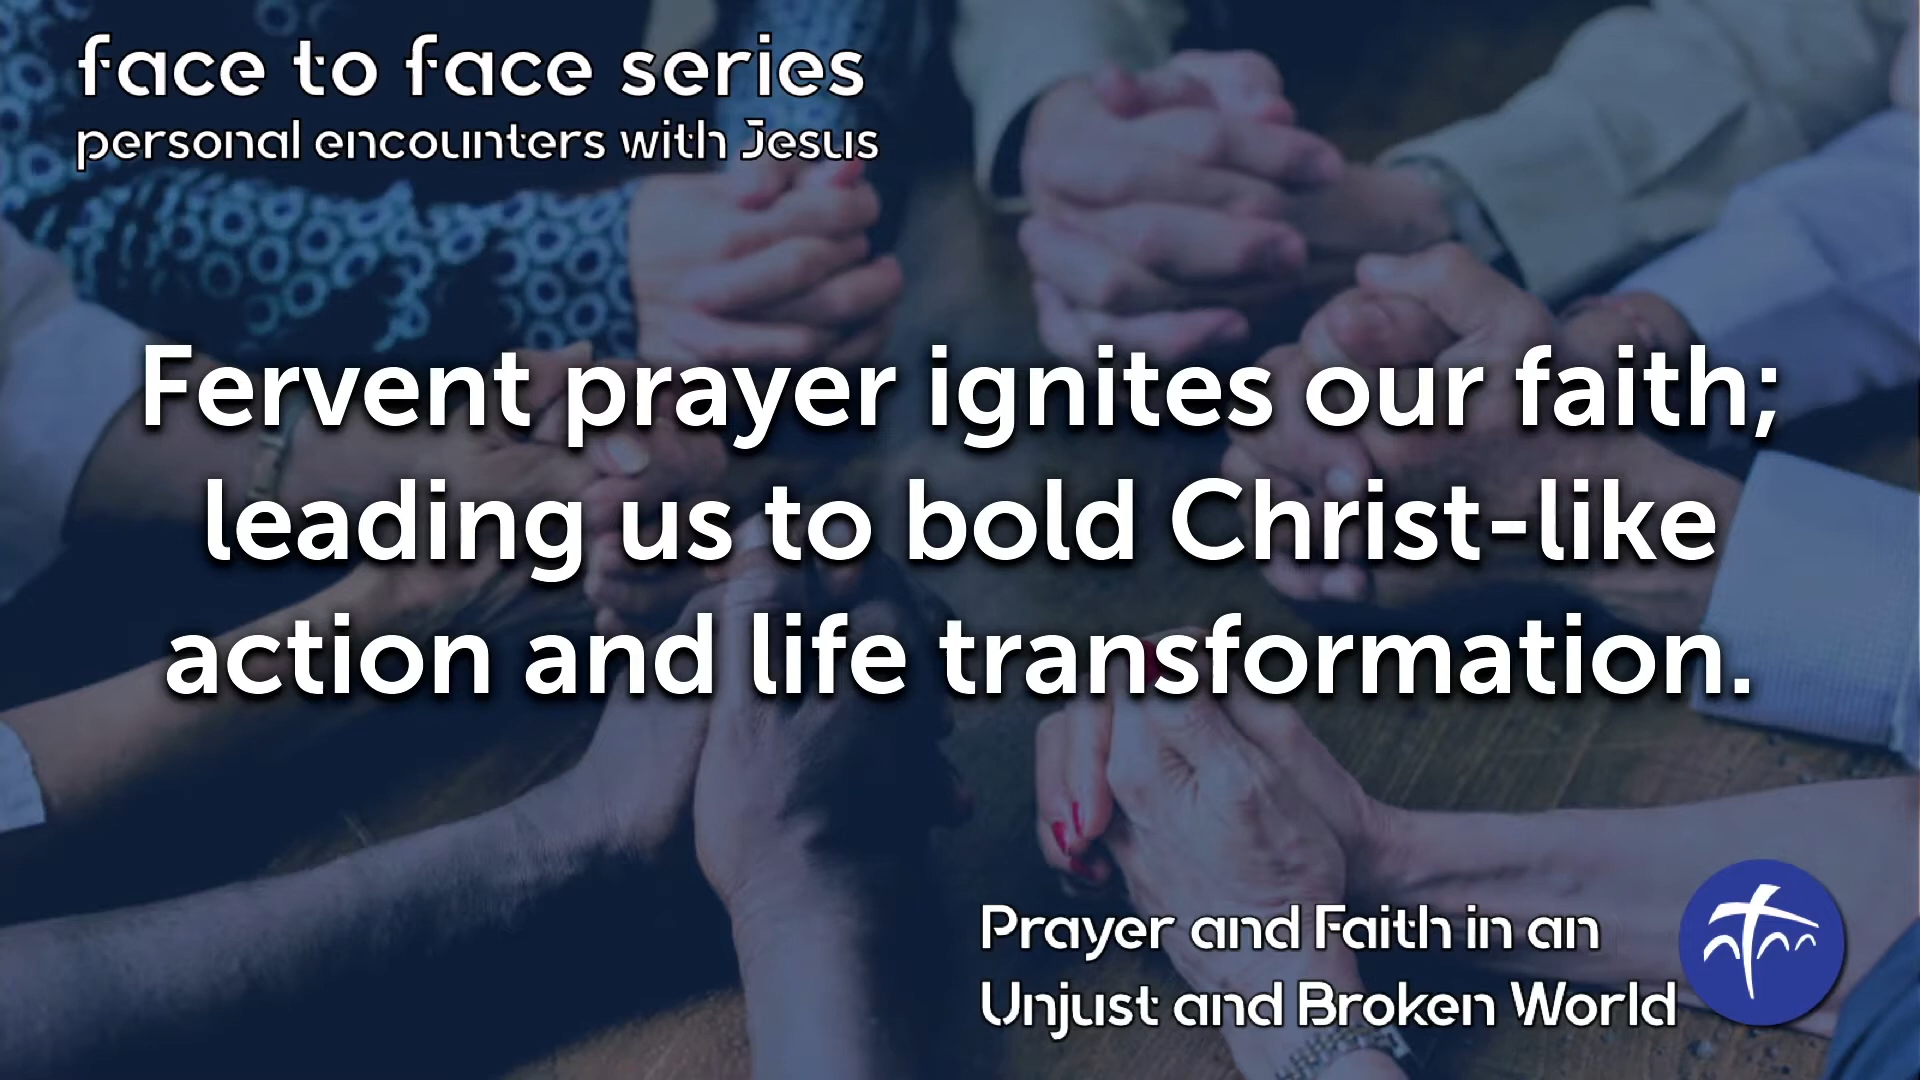 face to face series
personal encounters with Jesus
Fervent prayer ignites our faith;
leading us to bold Christ-like
action and life transformation.
Prayer and Faith in an
Unjust and Broken World